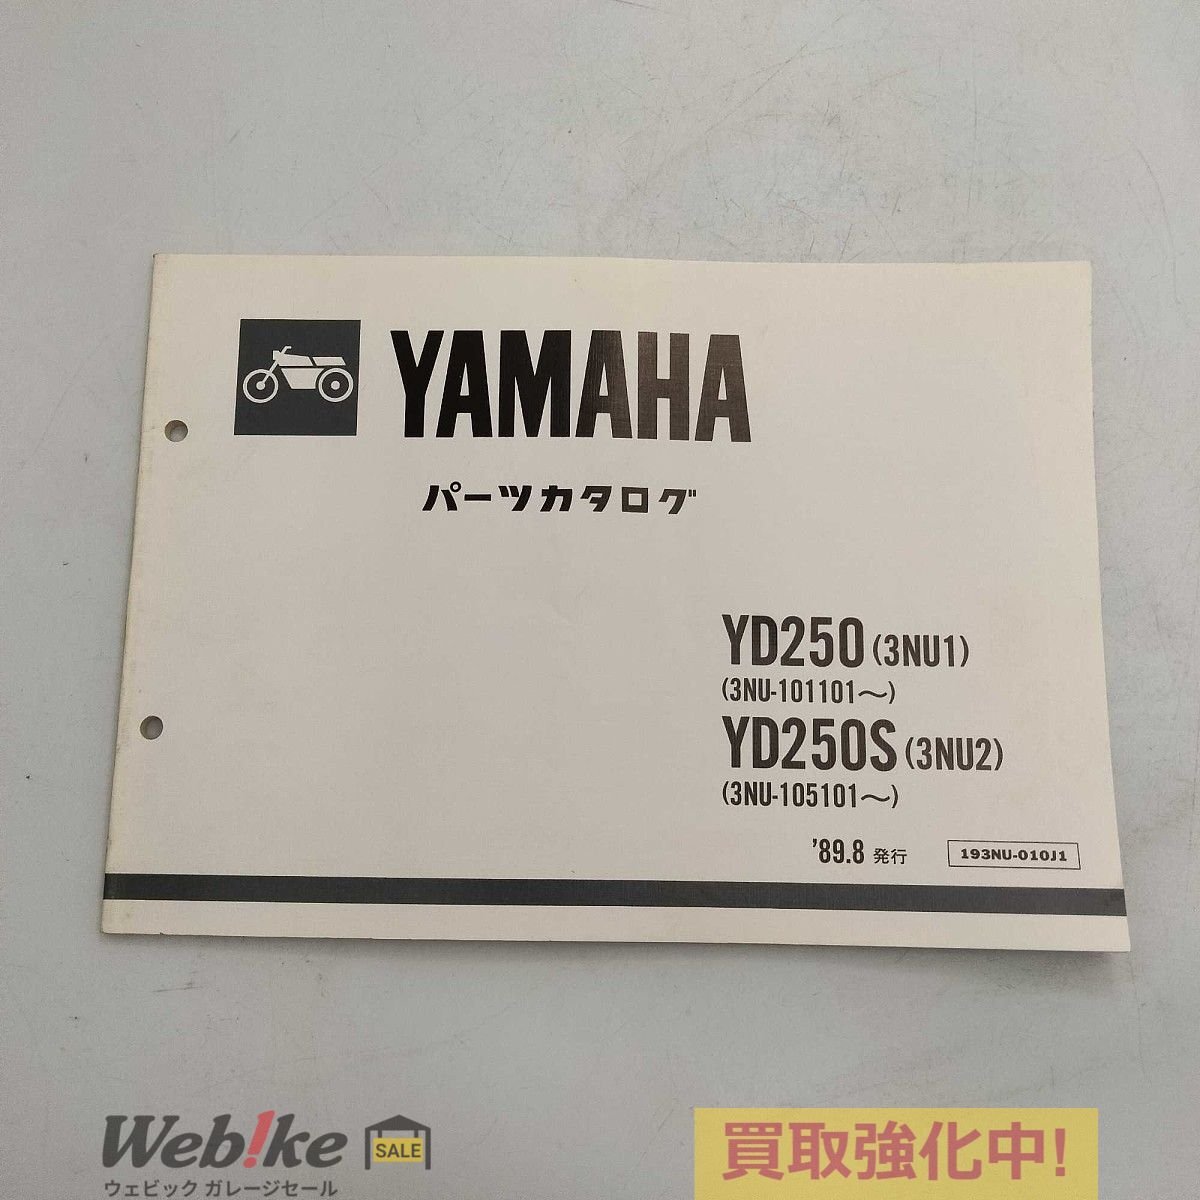 YAMAHA
パーツカタログ
YD250 (3NU1)
(3NU-101101～)
YD250S (3NU2)
(3NU-105101～)
'89.8 発行
193NU-010J1
Web!ke SALE
ウェビック ガレージセール
買取強化中!